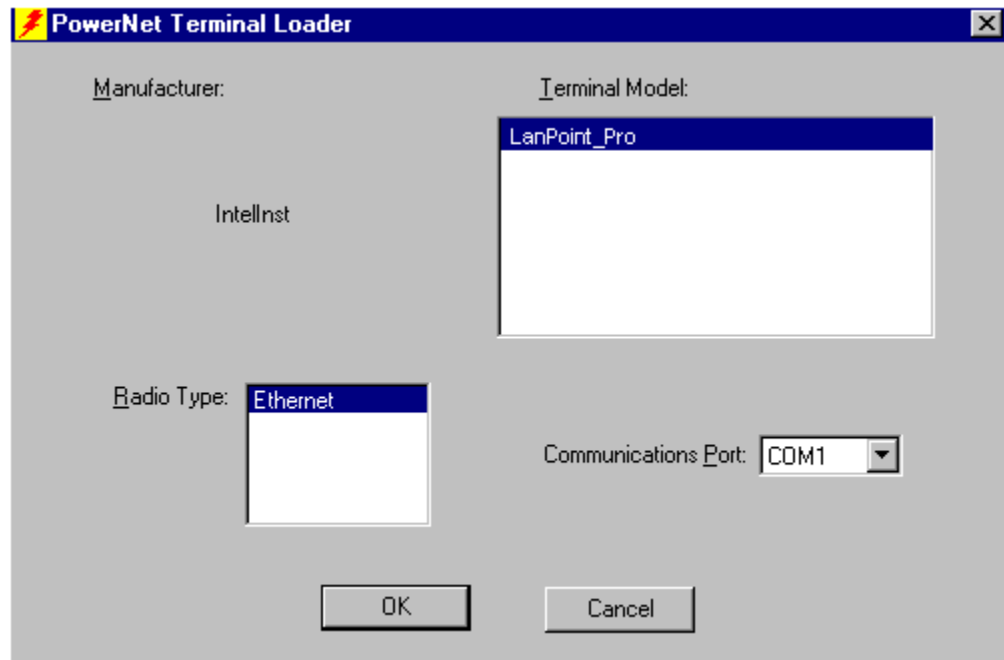 PowerNet Terminal Loader
Manufacturer:
Terminal Model:
LanPoint_Pro
IntelInst
Radio Type:
Ethernet
Communications Port:
COM1
OK
Cancel